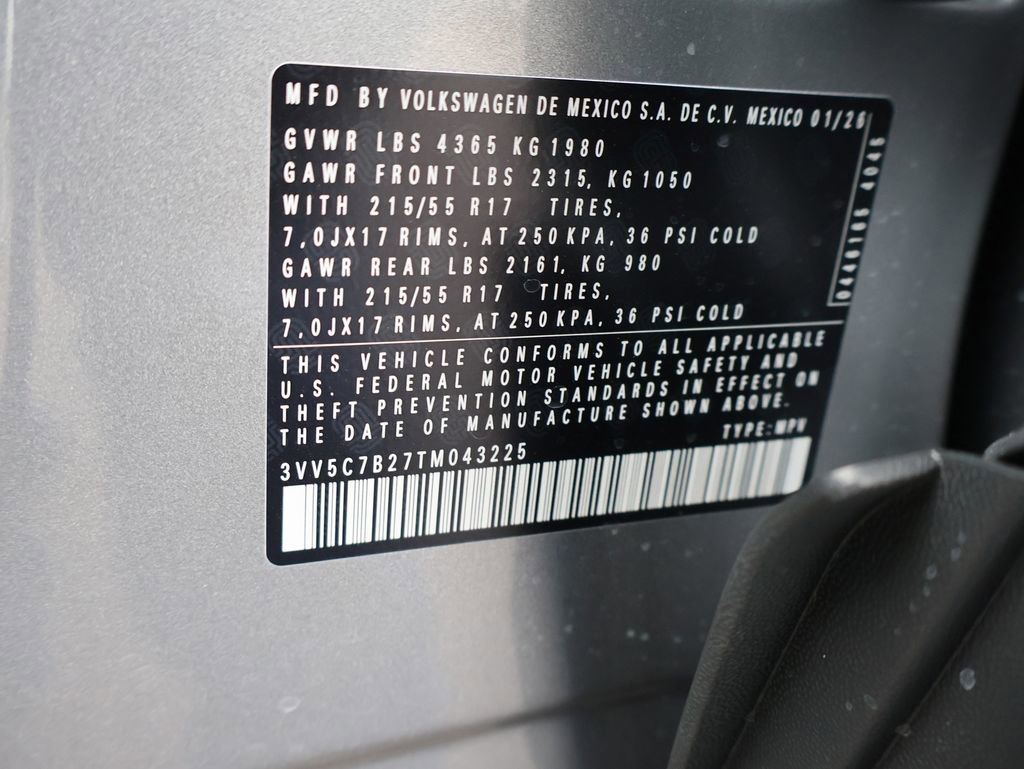 MFD BY VOLKSWAGEN DE MEXICO S.A. DE C.V. MEXICO 01/26
GVWR LBS 4365 KG 1980
GAWR FRONT LBS 2315, KG 1050
WITH 215/55 R17 TIRES,
7,0JX17 RIMS, AT 250 KPA, 36 PSI COLD
GAWR REAR LBS 2161, KG 980
WITH 215/55 R17 TIRES,
7,0JX17 RIMS, AT 250KPA, 36 PSI COLD
THIS VEHICLE CONFORMS TO ALL APPLICABLE
U.S. FEDERAL MOTOR VEHICLE SAFETY AND
THEFT PREVENTION STANDARDS IN EFFECT ON
THE DATE OF MANUFACTURE SHOWN ABOVE.
TYPE:MPV
3VV5C7B27TM043225